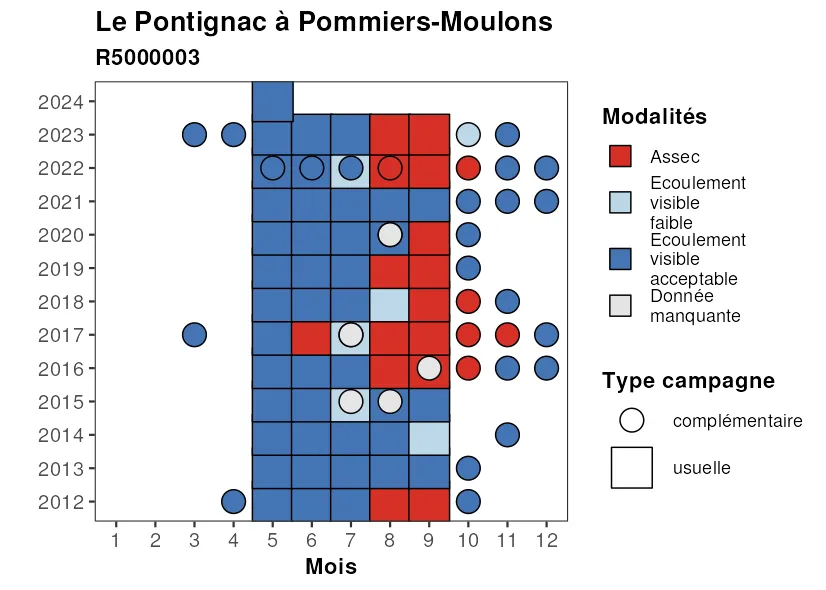 Le Pontignac à Pommiers-Moulons
R5000003
2024
2023
2022
2021
2020
2019
2018
2017
2016
2015
2014
2013
2012
1 2 3 4 5 6 7 8 9 10 11 12
Mois
Modalités
Assec
Ecoulement
visible
faible
Ecoulement
visible
acceptable
Donnée
manquante
Type campagne
complémentaire
usuelle